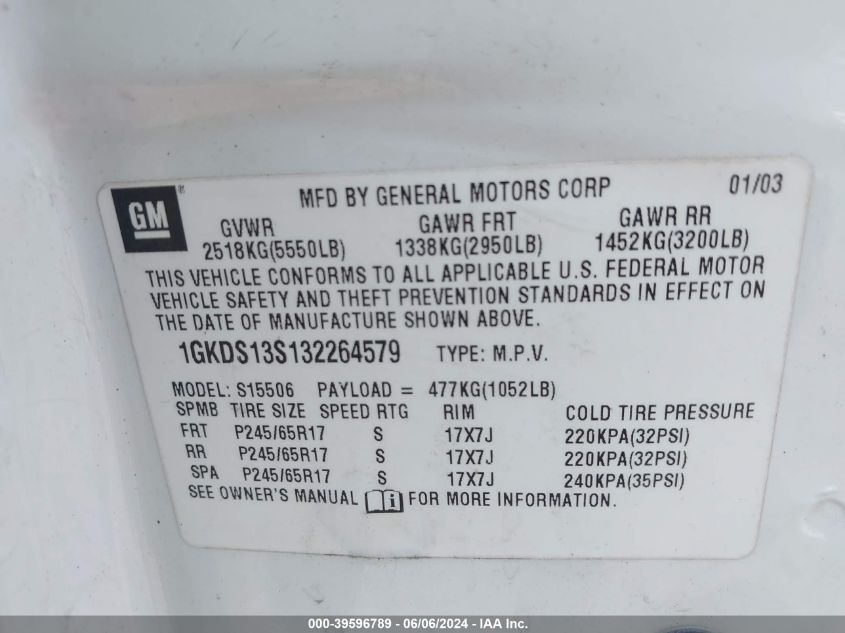 GM ® MFD BY GENERAL MOTORS CORP 01/03
GVWR GAWR FRT GAWR RR
2518KG(5550LB) 1338KG(2950LB) 1452KG(3200LB)
THIS VEHICLE CONFORMS TO ALL APPLICABLE U.S. FEDERAL MOTOR
VEHICLE SAFETY AND THEFT PREVENTION STANDARDS IN EFFECT ON
THE DATE OF MANUFACTURE SHOWN ABOVE.
1GKDS13S132264579 TYPE: M.P.V.
MODEL: S15506 PAYLOAD = 477KG(1052LB)
SPMB TIRE SIZE SPEED RTG RIM COLD TIRE PRESSURE
FRT P245/65R17 S 17X7J 220KPA(32PSI)
RR P245/65R17 S 17X7J 220KPA(32PSI)
SPA P245/65R17 S 17X7J 240KPA(35PSI)
SEE OWNER'S MANUAL i FOR MORE INFORMATION.
000-39596789 - 06/06/2024 - IAA Inc.